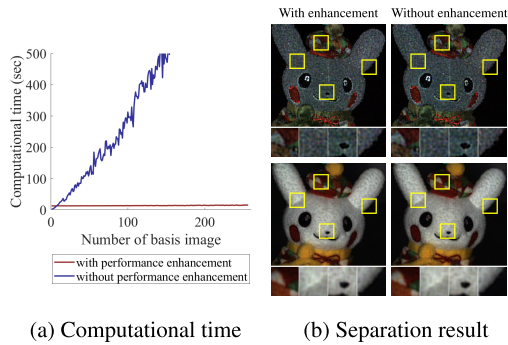 With enhancement Without enhancement
500
400
300
200
100
0
Computational time (sec)
0 100 200
Number of basis image
with performance enhancement
without performance enhancement
(a) Computational time (b) Separation result